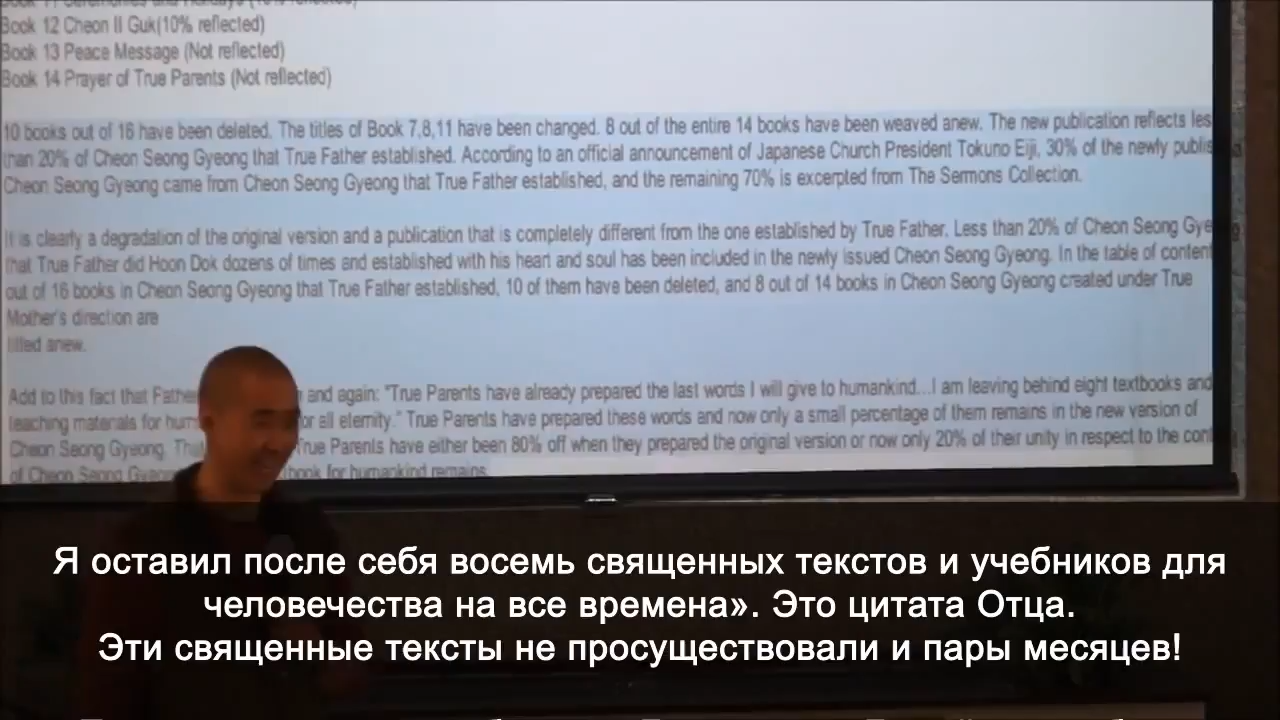 Book 11 Ceremonies and Holidays
Book 12 Cheon Il Guk(10% reflected)
Book 13 Peace Message (Not reflected)
Book 14 Prayer of True Parents (Not reflected)
10 books out of 16 have been deleted. The titles of Book 7,8,11 have been changed. 8 out of the entire 14 books have been weaved anew. The new publication reflects les
than 20% of Cheon Seong Gyeong that True Father established. According to an official announcement of Japanese Church President Tokuno Eiji, 30% of the newly publis
Cheon Seong Gyeong came from Cheon Seong Gyeong that True Father established, and the remaining 70% is excerpted from The Sermons Collection.
It is clearly a degradation of the original version and a publication that is completely different from the one established by True Father. Less than 20% of Cheon Seong Gye
that True Father did Hoon Dok dozens of times and established with his heart and soul has been included in the newly issued Cheon Seong Gyeong. In the table of content
out of 16 books in Cheon Seong Gyeong that True Father established, 10 of them have been deleted, and 8 out of 14 books in Cheon Seong Gyeong created under True
Mother's direction are
titled anew.
Add to this fact that Father and again: "True Parents have already prepared the last words I will give to humankind...I am leaving behind eight textbooks and
teaching materials for hum or all eternity." True Parents have prepared these words and now only a small percentage of them remains in the new version of
Cheon Seong Gyeong. True Parents have either been 80% off when they prepared the original version or now only 20% of their unity in respect to the cont
of Cheon Seong Gyeong book for humankind remains.
Я оставил после себя восемь священных текстов и учебников для
человечества на все времена». Это цитата Отца.
Эти священные тексты не просуществовали и пары месяцев!